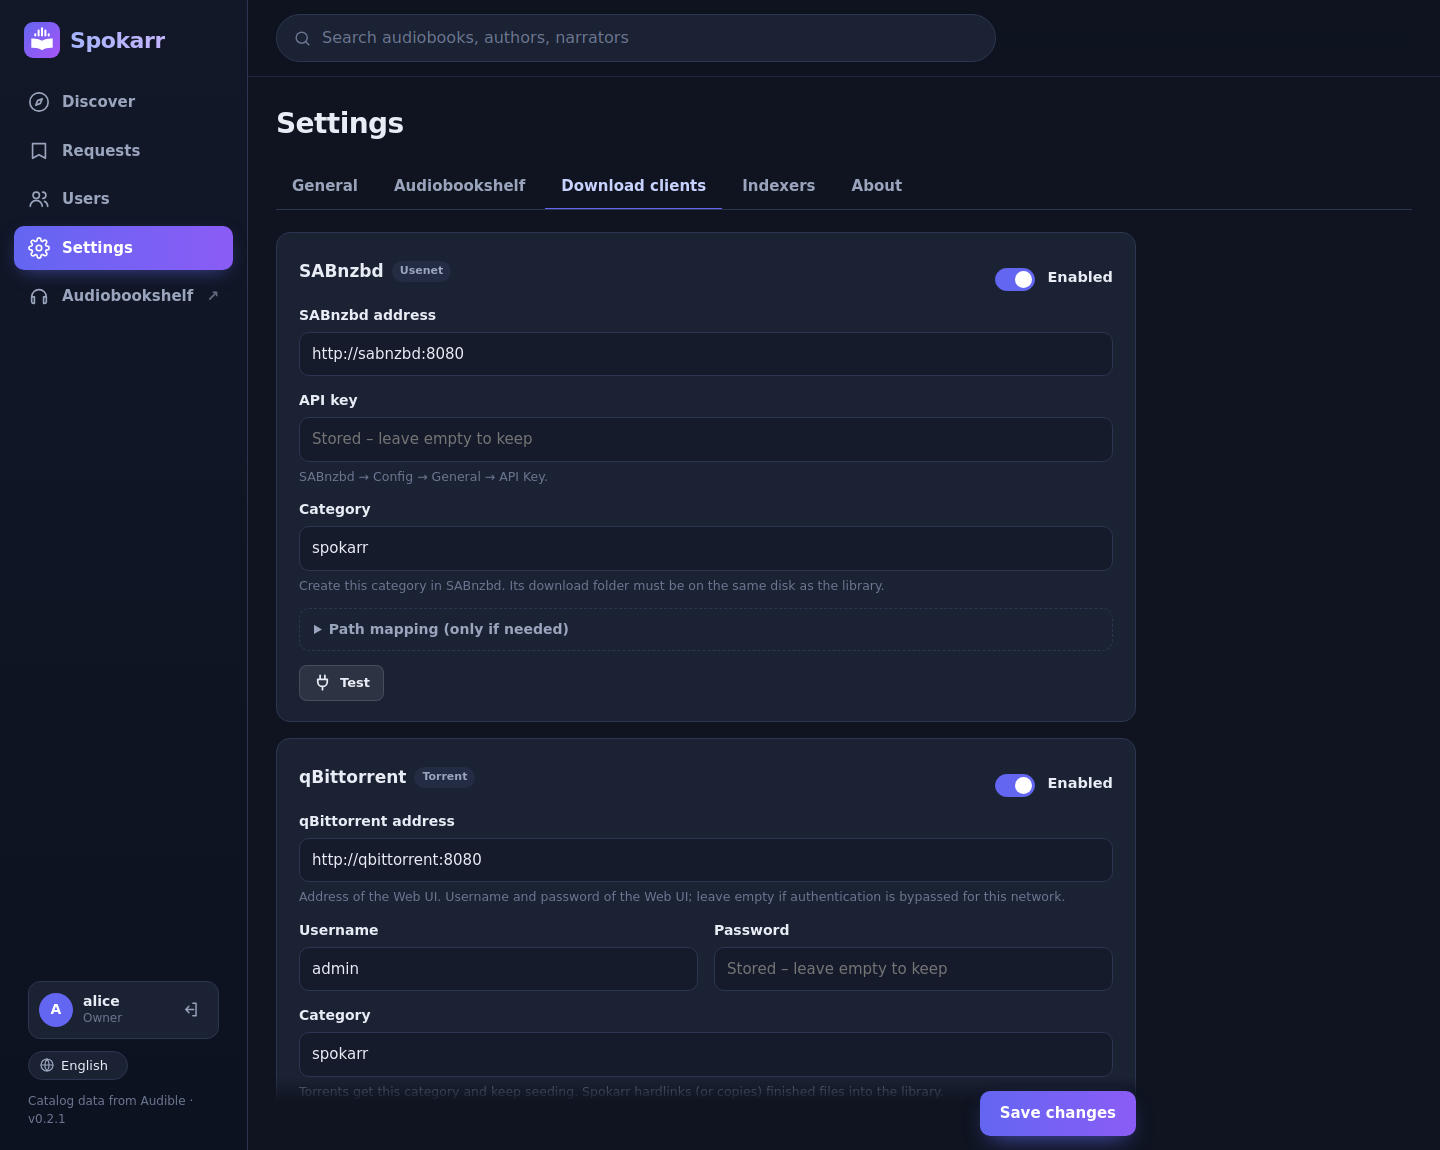 Spokarr
Search audiobooks, authors, narrators
Discover
Requests
Users
Settings
Audiobookshelf ↗
Settings
General
Audiobookshelf
Download clients
Indexers
About
SABnzbd
Usenet
Enabled
SABnzbd address
http://sabnzbd:8080
API key
Stored – leave empty to keep
SABnzbd → Config → General → API Key.
Category
spokarr
Create this category in SABnzbd. Its download folder must be on the same disk as the library.
Path mapping (only if needed)
Test
qBittorrent
Torrent
Enabled
qBittorrent address
http://qbittorrent:8080
Address of the Web UI. Username and password of the Web UI; leave empty if authentication is bypassed for this network.
Username
Password
admin
Stored – leave empty to keep
Category
spokarr
Torrents get this category and keep seeding. Spokarr hardlinks (or copies) finished files into the library.
Save changes
A
alice
Owner
English
Catalog data from Audible ·
v0.2.1